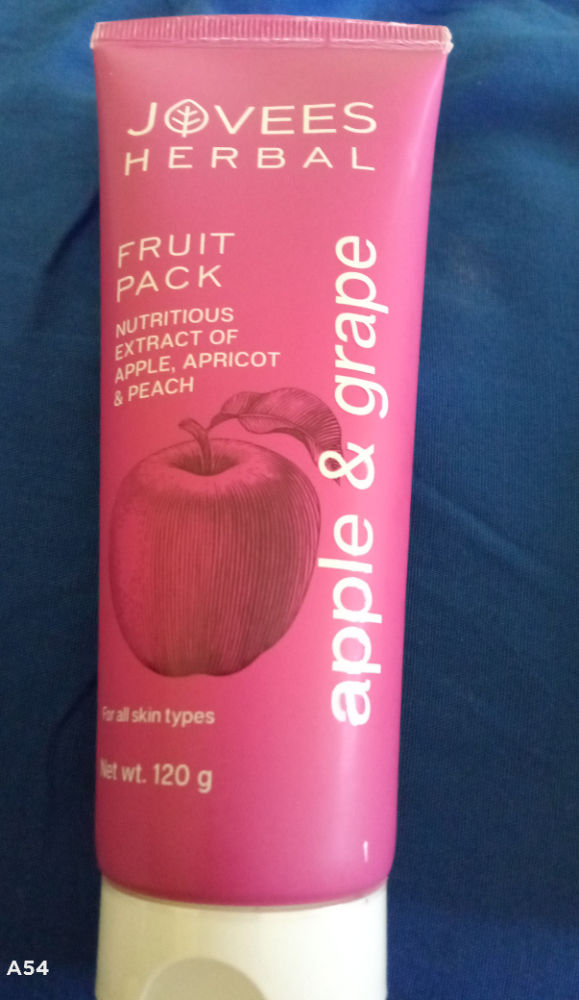 JOVEES
HERBAL
FRUIT
PACK
NUTRITIOUS
EXTRACT OF
APPLE, APRICOT
& PEACH
apple & grape
For all skin types
Net wt. 120 g
A54